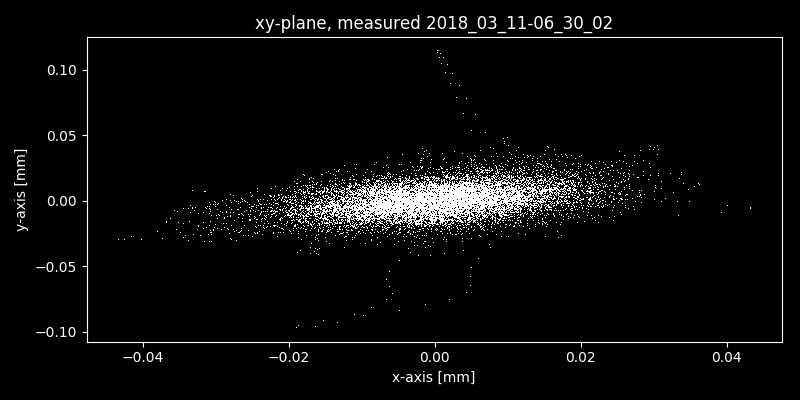 xy-plane, measured 2018_03_11-06_30_02
0.10
0.05
0.00
−0.05
−0.10
y-axis [mm]
−0.04 −0.02 0.00 0.02 0.04
x-axis [mm]